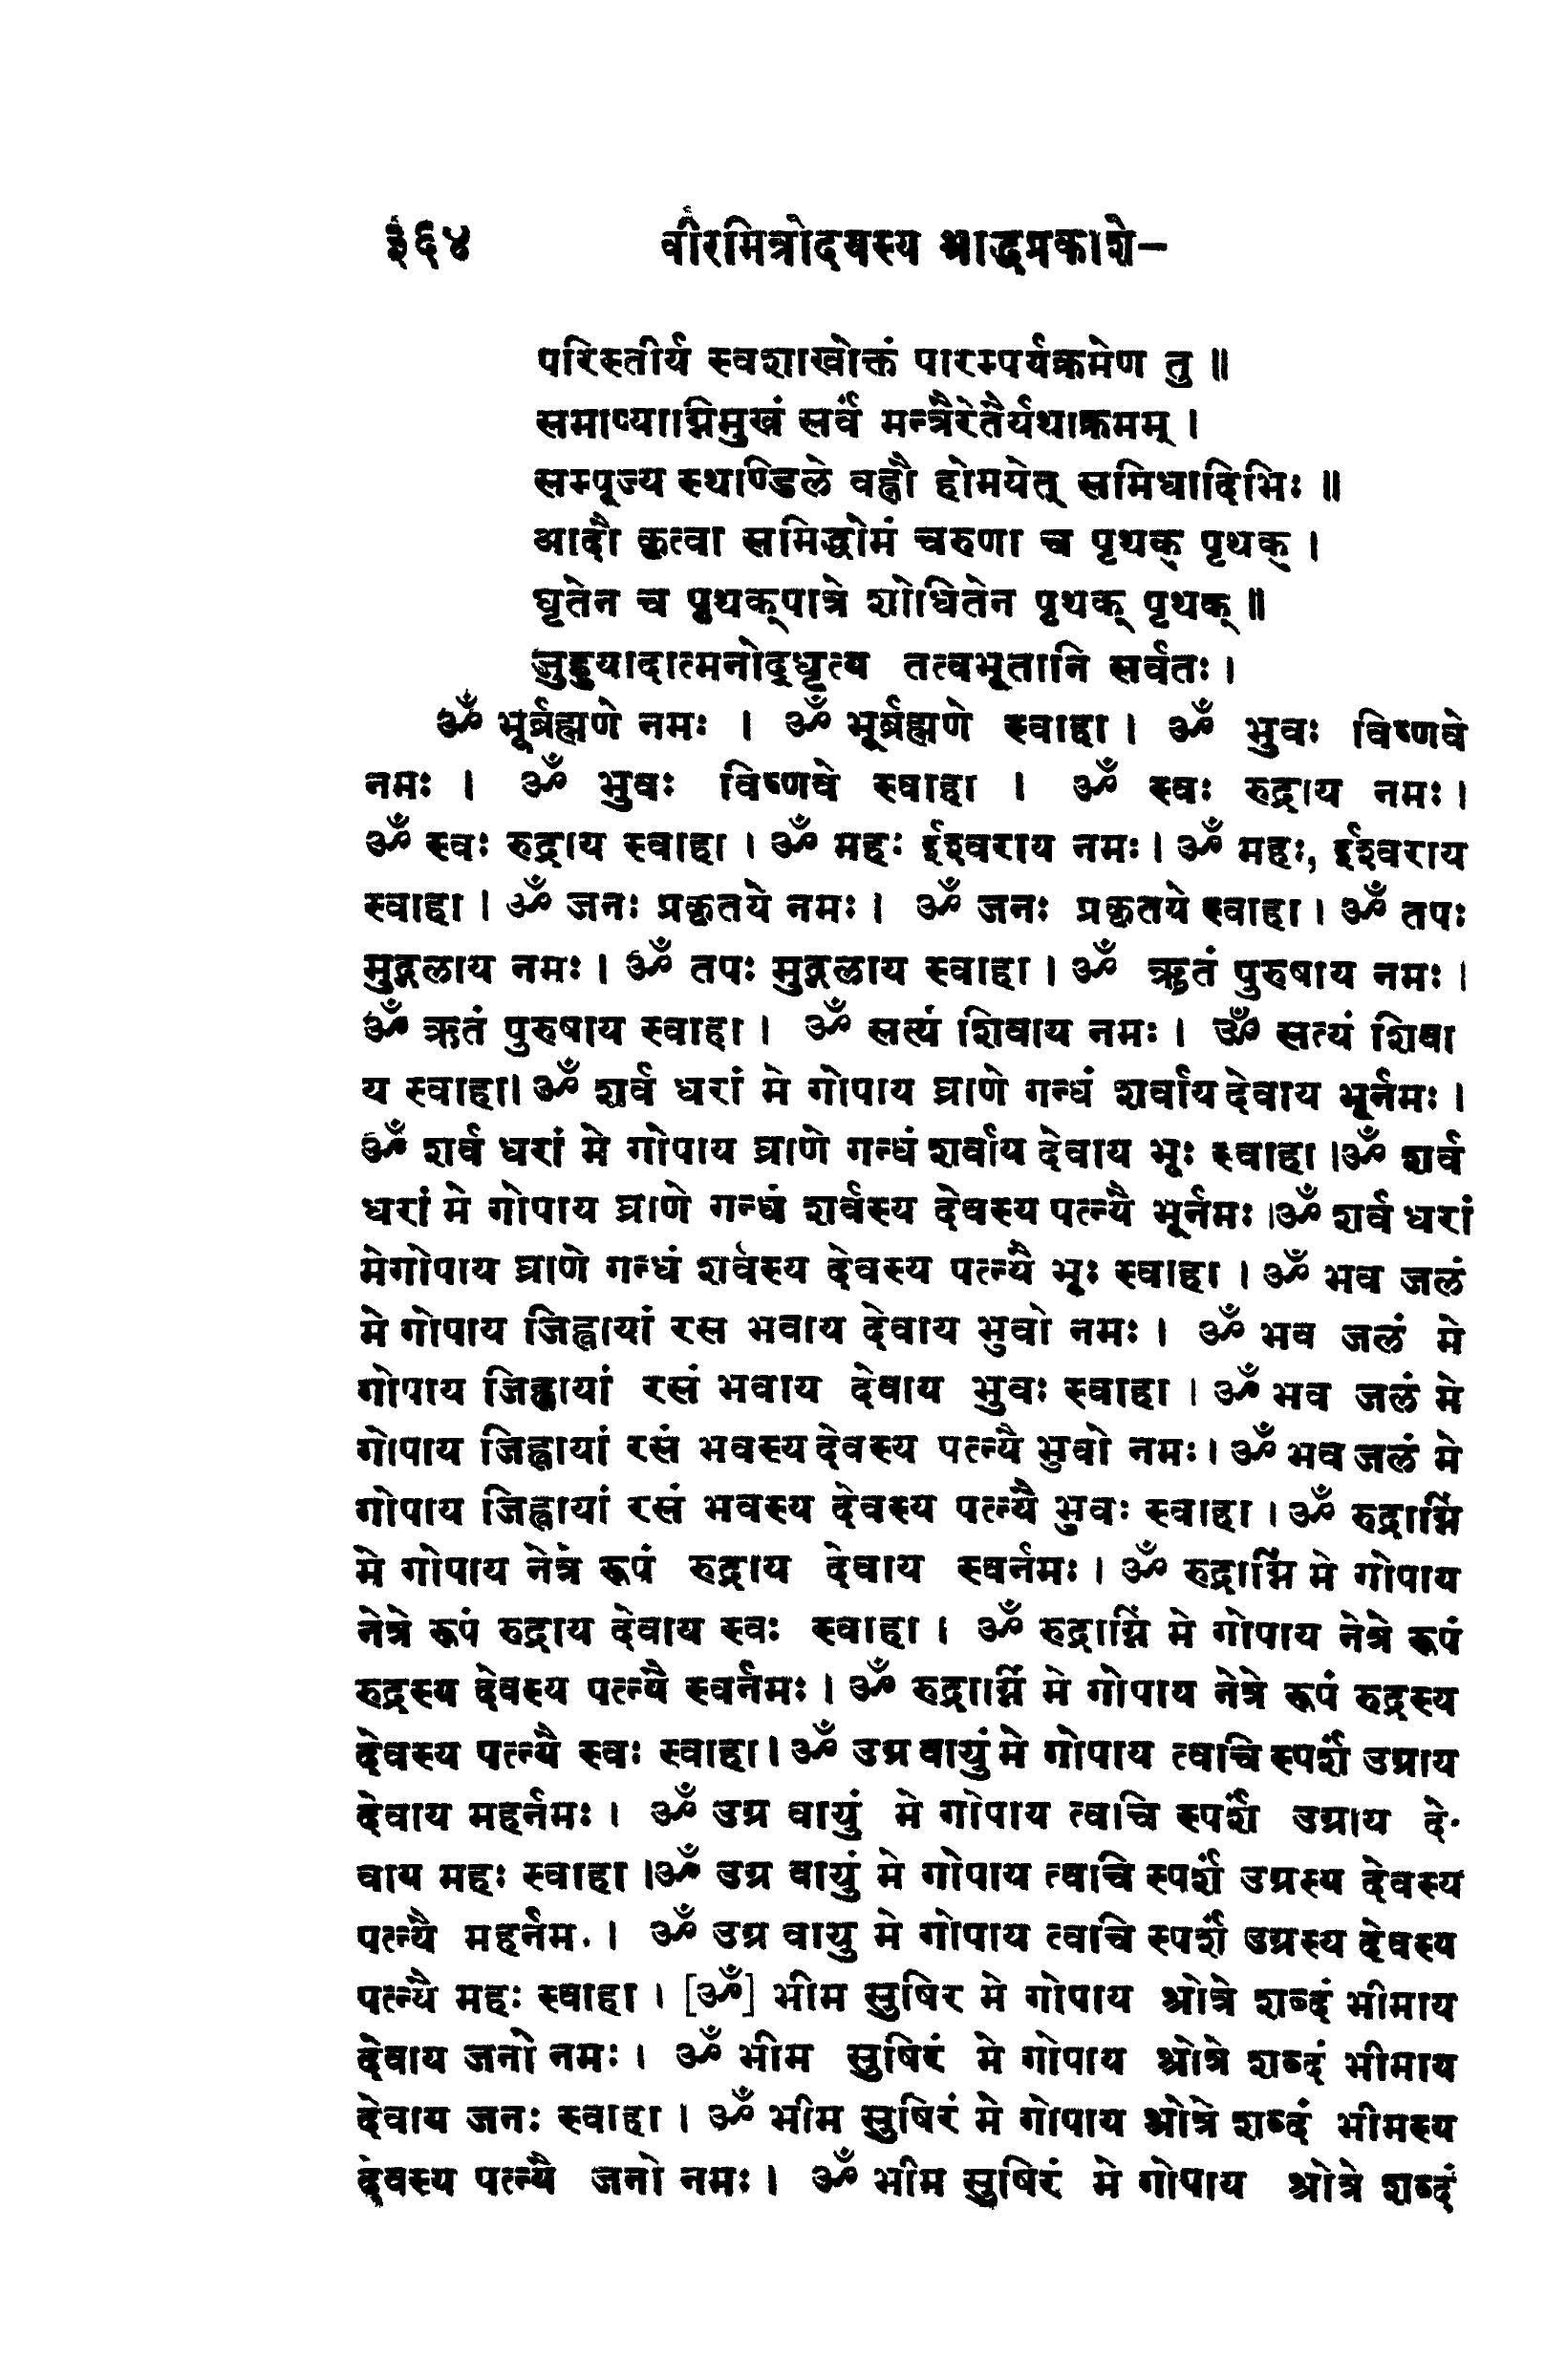 ३६४ वीरमित्रोदयस्य श्राद्धप्रकाशे—
परिस्तीर्य स्वशाखोक्तं पारम्पर्यक्रमेण तु ॥
समाप्याग्निमुखं सर्वं मन्त्रैरेतैर्यथाक्रमम् ।
सम्पूज्य स्थण्डिले वह्नौ होमयेत् समिधादिभिः ॥
आदौ कृत्वा समिद्धोमं चरुणा च पृथक् पृथक् ।
घृतेन च पृथक्पात्रे शोधितेन पृथक् पृथक् ॥
जुहुयादात्मनोद्धृत्य तत्वभूतानि सर्वतः ।
ॐ भूर्ब्रह्मणे नमः । ॐ भूर्ब्रह्मणे स्वाहा । ॐ भुवः विष्णवे
नमः । ॐ भुवः विष्णवे स्वाहा । ॐ स्वः रुद्राय नमः ।
ॐ स्वः रुद्राय स्वाहा । ॐ महः ईश्वराय नमः । ॐ महः, ईश्वराय
स्वाहा । ॐ जनः प्रकृतये नमः । ॐ जनः प्रकृतये स्वाहा । ॐ तपः
मुद्गलाय नमः । ॐ तपः मुद्गलाय स्वाहा । ॐ ऋतं पुरुषाय नमः ।
ॐ ऋतं पुरुषाय स्वाहा । ॐ सत्यं शिवाय नमः । ॐ सत्यं शिवा
य स्वाहा। ॐ शर्व धरां मे गोपाय घ्राणे गन्धं शर्वाय देवाय भूर्नमः ।
ॐ शर्व धरां मे गोपाय घ्राणे गन्धं शर्वाय देवाय भूः स्वाहा ।ॐ शर्व
धरां मे गोपाय घ्राणे गन्धं शर्वस्य देवस्य पत्न्यै भूर्नमः ।ॐ शर्व धरां
मेगोपाय घ्राणे गन्धं शर्वस्य देवस्य पत्न्यै भूः स्वाहा । ॐ भव जलं
मे गोपाय जिह्वायां रस भवाय देवाय भुवो नमः । ॐ भव जलं मे
गोपाय जिह्वायां रसं भवाय देवाय भुवः स्वाहा । ॐ भव जलं मे
गोपाय जिह्वायां रसं भवस्य देवस्य पत्न्यै भुवो नमः । ॐ भव जलं मे
गोपाय जिह्वायां रसं भवस्य देवस्य पत्न्यै भुवः स्वाहा । ॐ रुद्राग्निं
मे गोपाय नेत्रे रूपं रुद्राय देवाय स्वर्नमः । ॐ रुद्राग्निं मे गोपाय
नेत्रे रूपं रुद्राय देवाय स्वः स्वाहा । ॐ रुद्राग्निं मे गोपाय नेत्रे रूपं
रुद्रस्य देवस्य पत्न्यै स्वर्नमः । ॐ रुद्राग्निं मे गोपाय नेत्रे रूपं रुद्रस्य
देवस्य पत्न्यै स्वः स्वाहा । ॐ उग्र वायुं मे गोपाय त्वचि स्पर्शं उग्राय
देवाय महर्नमः । ॐ उग्र वायुं मे गोपाय त्वचि स्पर्शं उग्राय दे-
वाय महः स्वाहा ।ॐ उग्र वायुं मे गोपाय त्वचि स्पर्शं उग्रस्य देवस्य
पत्न्यै महर्नम. । ॐ उग्र वायु मे गोपाय त्वचि स्पर्शं उग्रस्य देवस्य
पत्न्यै महः स्वाहा । [ॐ] भीम सुषिर मे गोपाय श्रोत्रे शब्दं भीमाय
देवाय जनो नमः । ॐ भीम सुषिरं मे गोपाय श्रोत्रे शब्दं भीमाय
देवाय जनः स्वाहा । ॐ भीम सुषिरं मे गोपाय श्रोत्रे शब्दं भीमस्य
देवस्य पत्न्यै जनो नमः । ॐ भीम सुषिरं मे गोपाय श्रोत्रे शब्दं